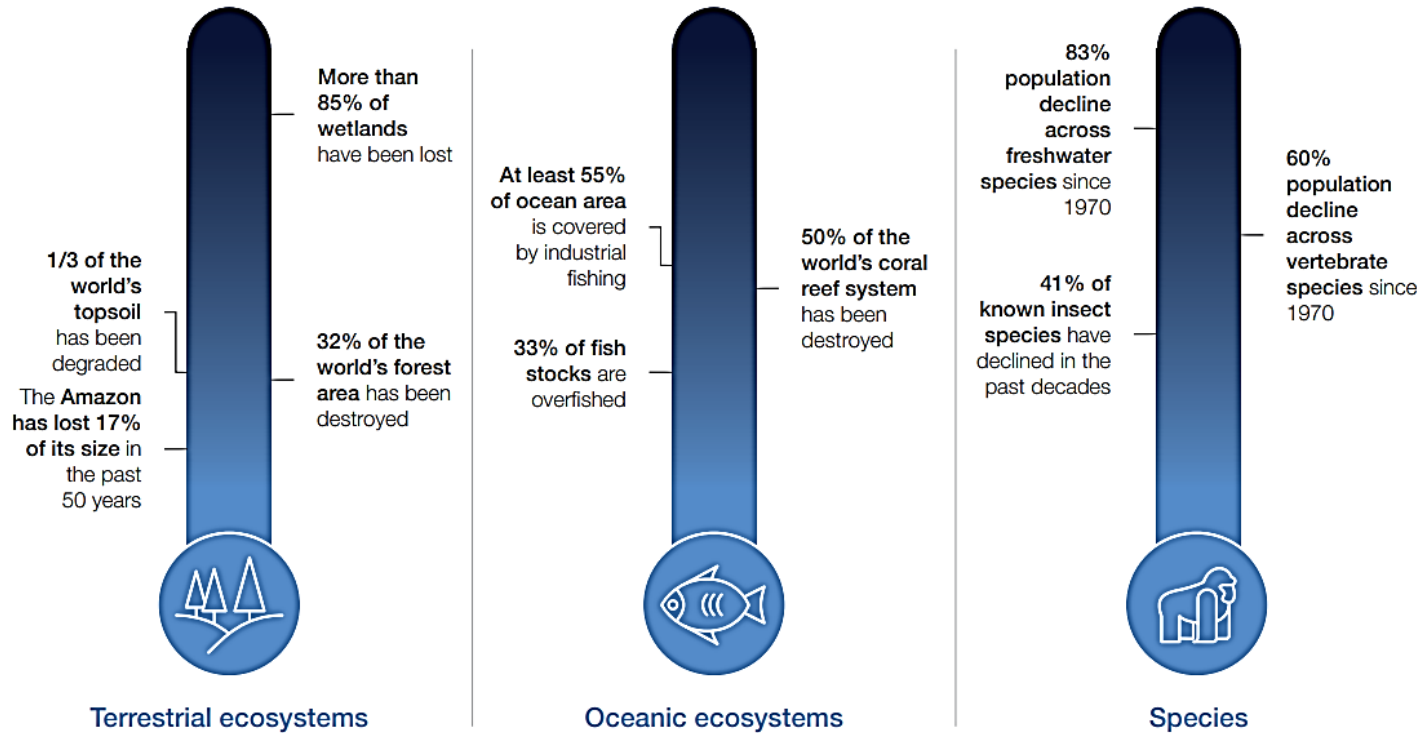 More than
85% of
wetlands
have been lost
1/3 of the
world's
topsoil
has been
degraded
32% of the
world's forest
area has been
destroyed
The Amazon
has lost 17%
of its size in
the past
50 years
Terrestrial ecosystems
At least 55%
of ocean area
is covered
by industrial
fishing
50% of the
world's coral
reef system
has been
destroyed
33% of fish
stocks are
overfished
Oceanic ecosystems
83%
population
decline
across
freshwater
species since
1970
60%
population
decline
across
vertebrate
species since
1970
41% of
known insect
species have
declined in the
past decades
Species